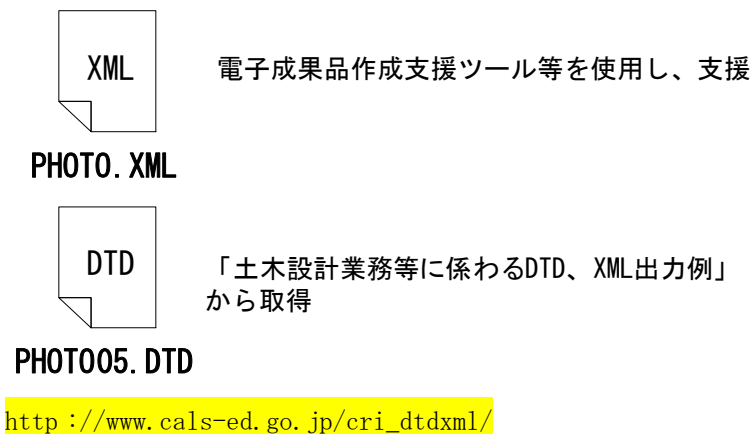 XML
電子成果品作成支援ツール等を使用し、支援
PHOTO.XML
DTD
「土木設計業務等に係わるDTD、XML出力例」
から取得
PHOTO05.DTD
http://www.cals-ed.go.jp/cri_dtdxml/